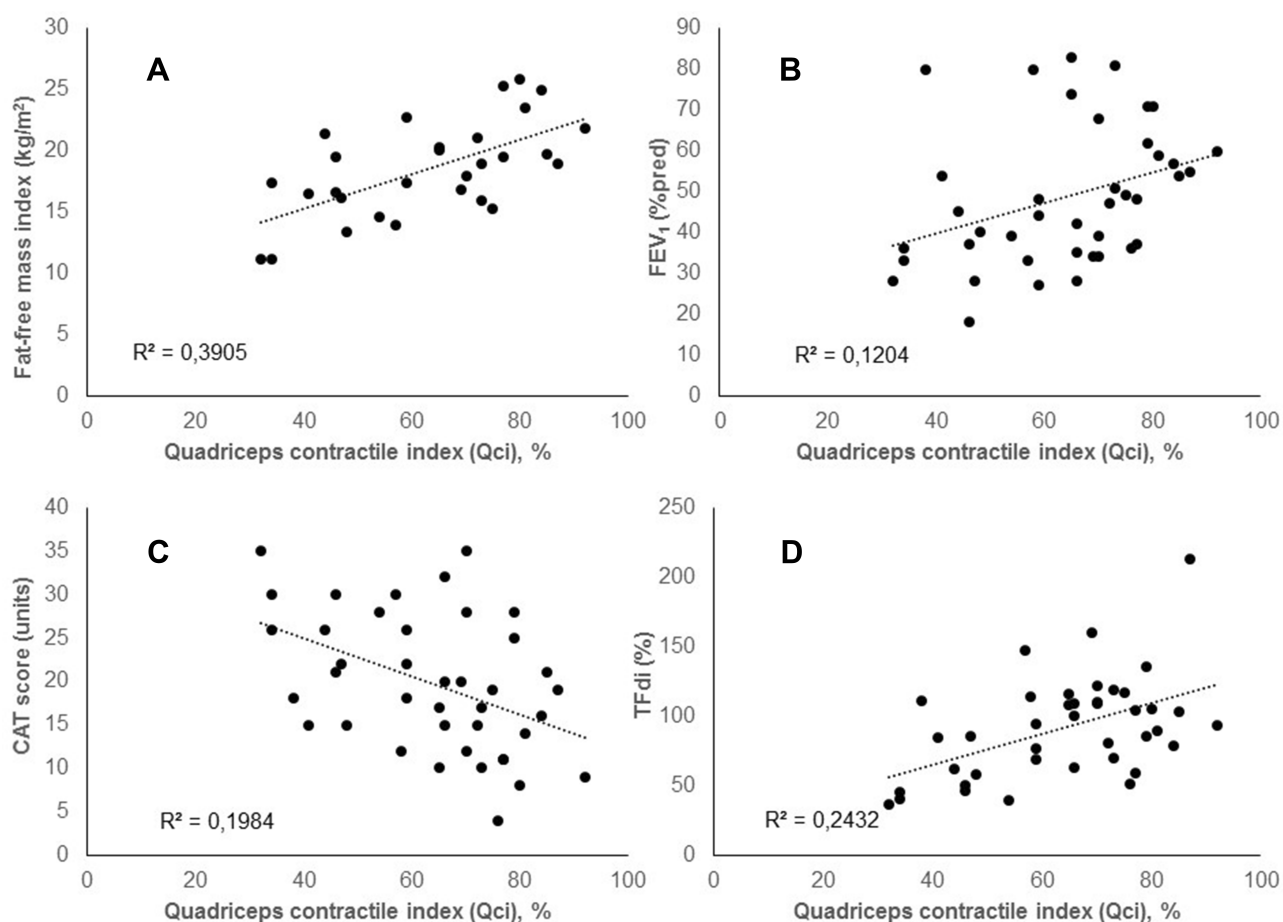 A
Fat-free mass index (kg/m²)
30
25
20
15
10
5
0
R² = 0,3905
0 20 40 60 80 100
Quadriceps contractile index (Qci), %
B
FEV₁ (%pred)
90
80
70
60
50
40
30
20
10
0
R² = 0,1204
0 20 40 60 80 100
Quadriceps contractile index (Qci), %
C
CAT score (units)
40
35
30
25
20
15
10
5
0
R² = 0,1984
0 20 40 60 80 100
Quadriceps contractile index (Qci), %
D
TFdi (%)
250
200
150
100
50
0
R² = 0,2432
0 20 40 60 80 100
Quadriceps contractile index (Qci), %